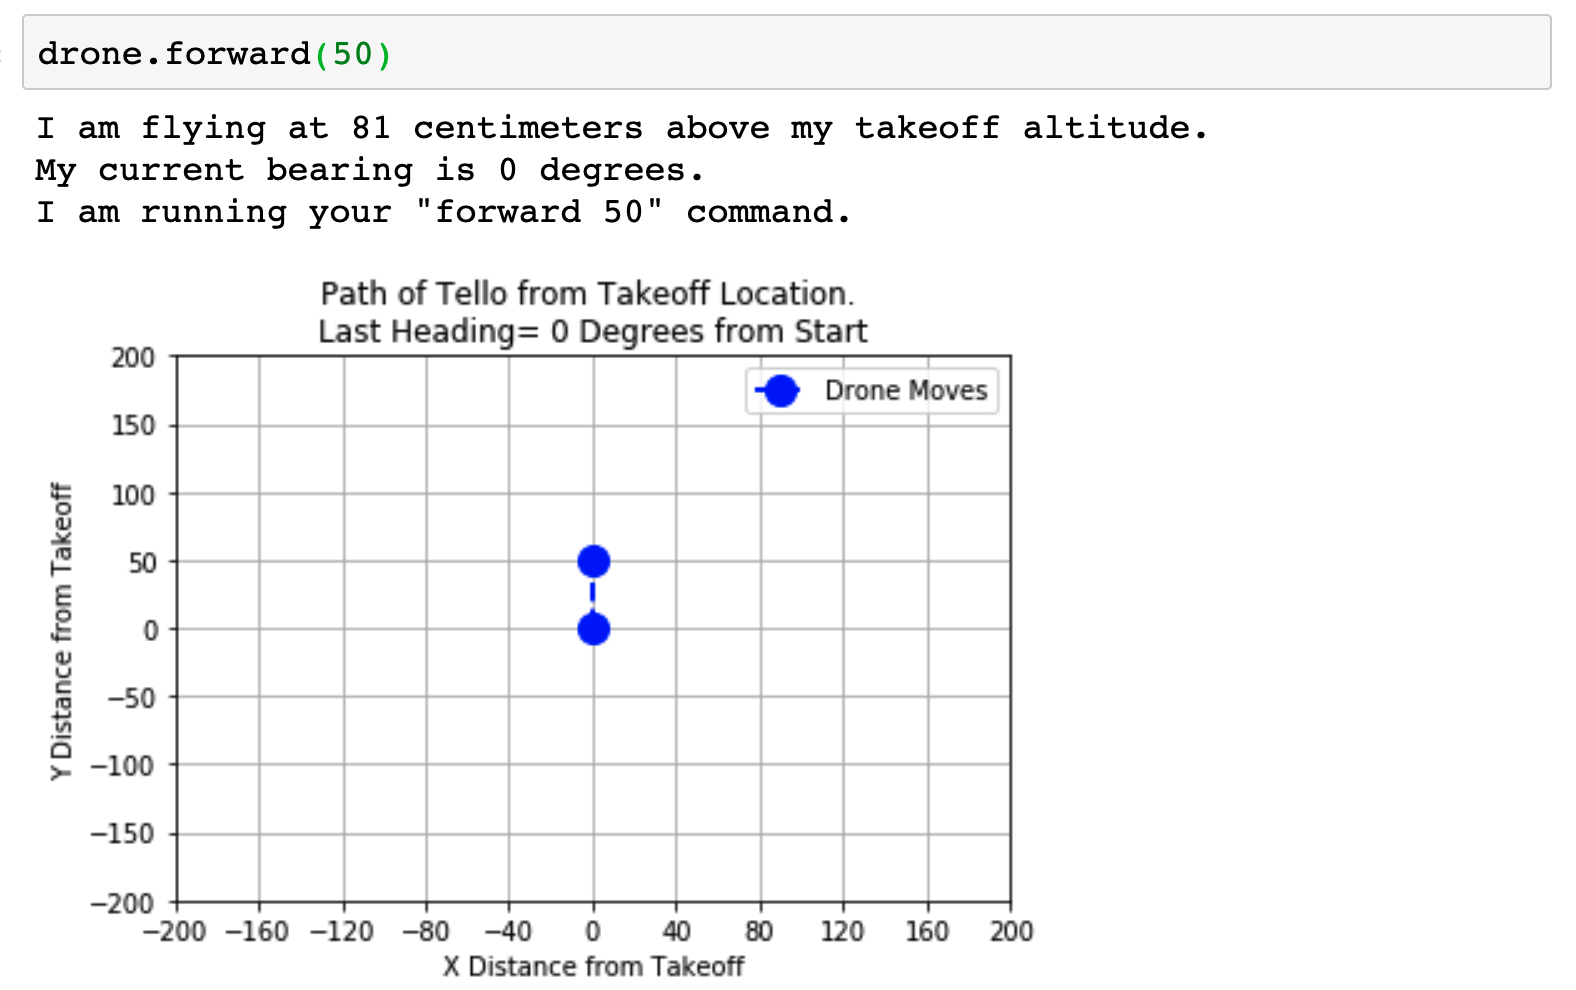 drone.forward(50)
I am flying at 81 centimeters above my takeoff altitude.
My current bearing is 0 degrees.
I am running your "forward 50" command.
Path of Tello from Takeoff Location.
Last Heading= 0 Degrees from Start
Drone Moves
Y Distance from Takeoff
200
150
100
50
0
−50
−100
−150
−200
−200 −160 −120 −80 −40 0 40 80 120 160 200
X Distance from Takeoff